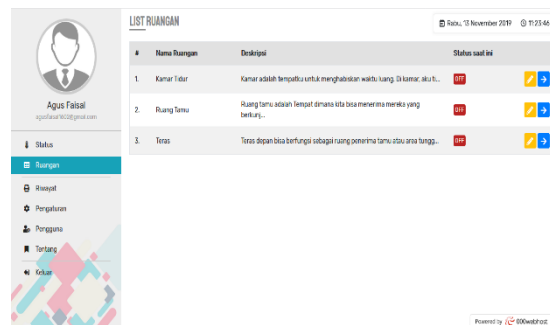 LIST RUANGAN
Rabu, 13 November 2019 11:23:46
# Nama Ruangan Deskripsi Status saat ini
1. Kamar Tidur Kamar adalah tempatku untuk menghabiskan waktu luang. Di kamar, aku ti... OFF
2. Ruang Tamu Ruang tamu adalah Tempat dimana kita bisa menerima mereka yang
berkunj... OFF
3. Teras Teras depan bisa berfungsi sebagai ruang penerima tamu atau area tungg... OFF
Agus Faisal
agusfaisal1602@gmail.com
Status
Ruangan
Riwayat
Pengaturan
Pengguna
Tentang
Keluar
Powered by 000webhost